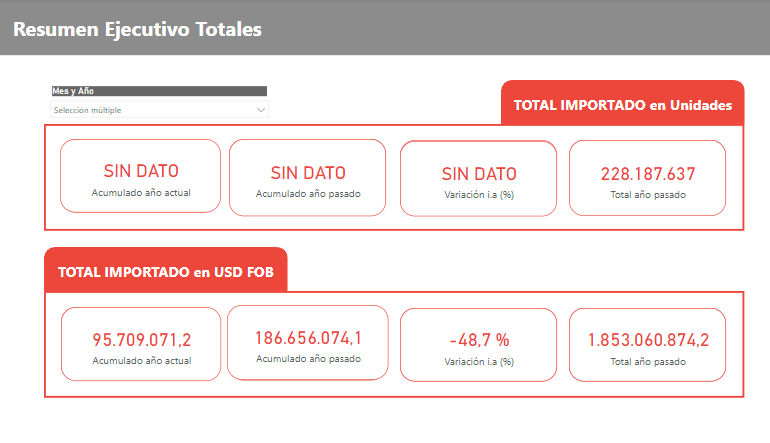 Resumen Ejecutivo Totales
Mes y Año
Selección múltiple
TOTAL IMPORTADO en Unidades
SIN DATO
Acumulado año actual
SIN DATO
Acumulado año pasado
SIN DATO
Variación i.a (%)
228.187.637
Total año pasado
TOTAL IMPORTADO en USD FOB
95.709.071,2
Acumulado año actual
186.656.074,1
Acumulado año pasado
-48,7 %
Variación i.a (%)
1.853.060.874,2
Total año pasado